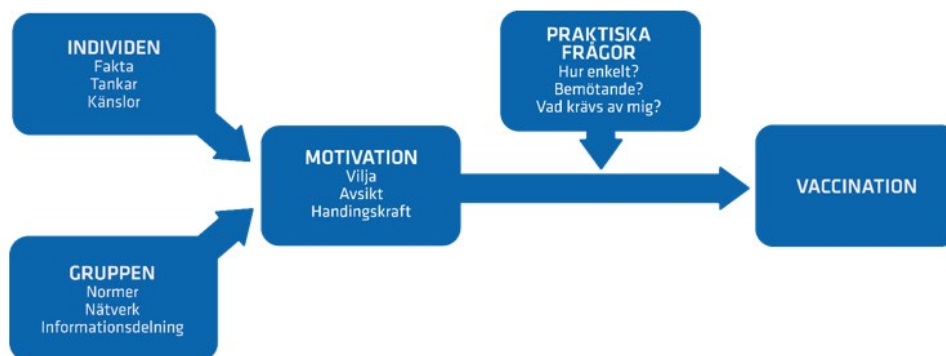 INDIVIDEN
Fakta
Tankar
Känslor
GRUPPEN
Normer
Nätverk
Informationsdelning
MOTIVATION
Vilja
Avsikt
Handingskraft
PRAKTISKA
FRÅGOR
Hur enkelt?
Bemötande?
Vad krävs av mig?
VACCINATION